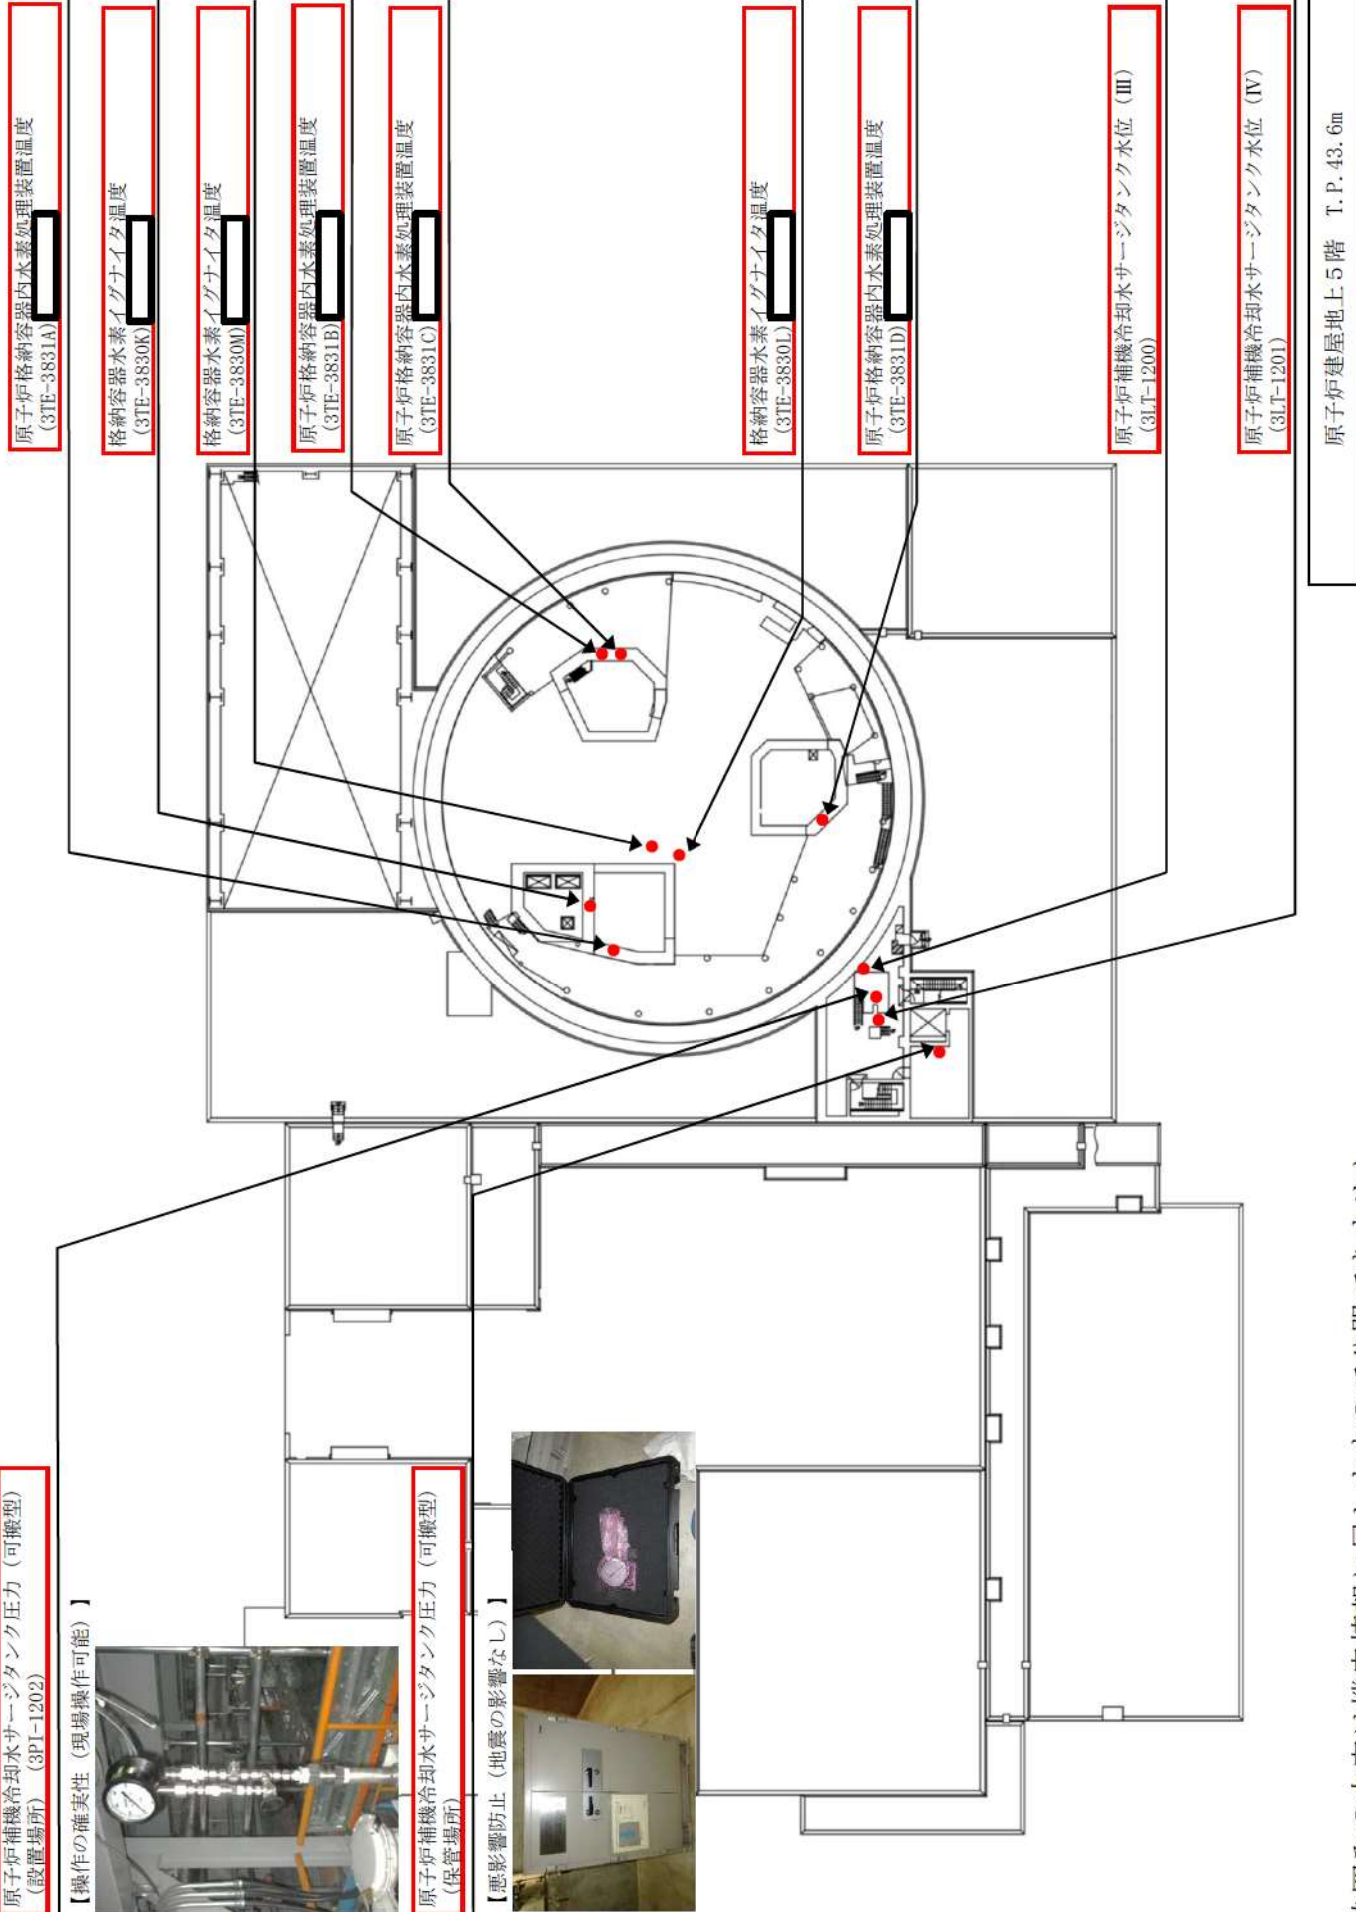 原子炉補機冷却水サージタンク圧力（可搬型）
（設置場所）（3PI-1202）
【操作の確実性（現場操作可能）】
原子炉補機冷却水サージタンク圧力（可搬型）
（保管場所）
【悪影響防止（地震の影響なし）】
原子炉格納容器内水素処理装置温度
(3TE-3831A)
格納容器水素イグナイタ温度
(3TE-3830K)
格納容器水素イグナイタ温度
(3TE-3830M)
原子炉格納容器内水素処理装置温度
(3TE-3831B)
原子炉格納容器内水素処理装置温度
(3TE-3831C)
格納容器水素イグナイタ温度
(3TE-3830L)
原子炉格納容器内水素処理装置温度
(3TE-3831D)
原子炉補機冷却水サージタンク水位（Ⅲ）
(3LT-1200)
原子炉補機冷却水サージタンク水位（Ⅳ）
(3LT-1201)
原子炉建屋地上5階 T.P.43.6m